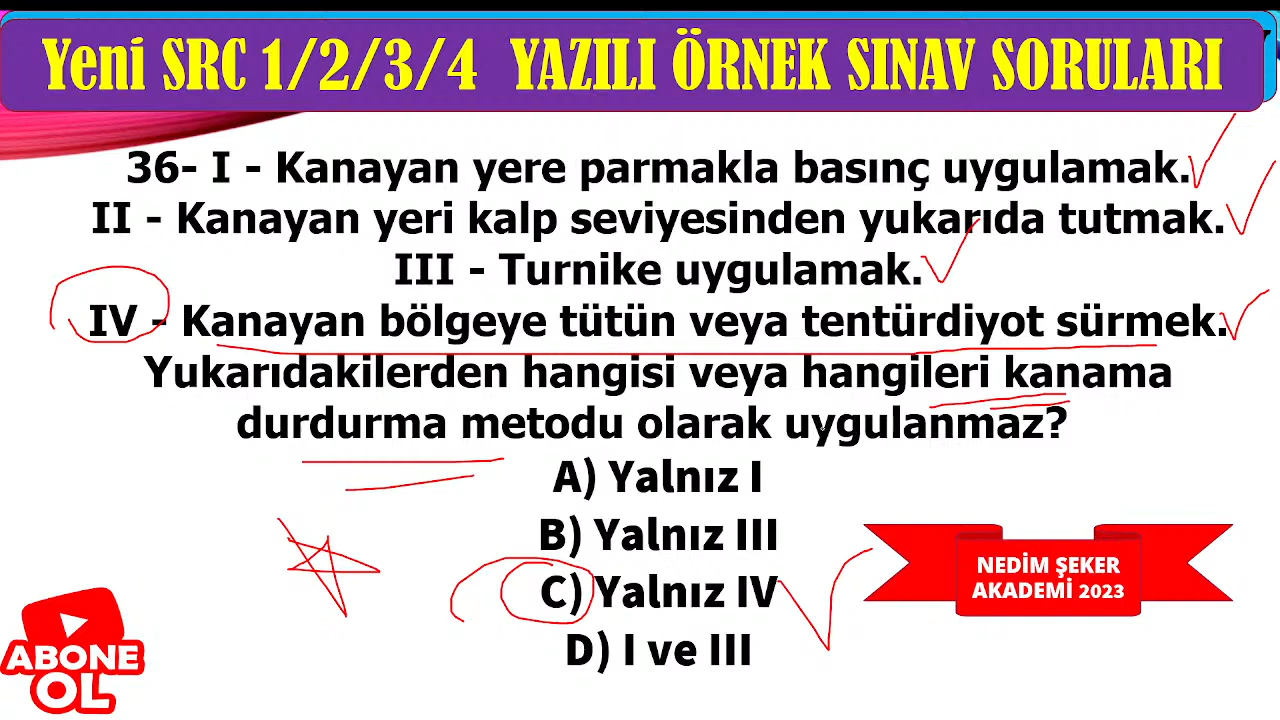 Yeni SRC 1/2/3/4 YAZILI ÖRNEK SINAV SORULARI
36- I - Kanayan yere parmakla basınç uygulamak.
II - Kanayan yeri kalp seviyesinden yukarıda tutmak.
III - Turnike uygulamak.
IV - Kanayan bölgeye tütün veya tentürdiyot sürmek.
Yukarıdakilerden hangisi veya hangileri kanama
durdurma metodu olarak uygulanmaz?
A) Yalnız I
B) Yalnız III
C) Yalnız IV
D) I ve III
NEDİM ŞEKER
AKADEMİ 2023
ABONE
OL